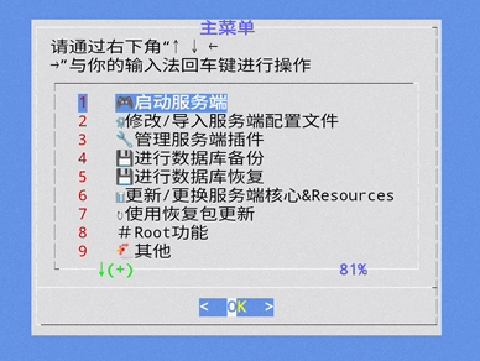 主菜单
请通过右下角“↑ ↓ ←
→”与你的输入法回车键进行操作
1 🎮启动服务端
2 修改/导入服务端配置文件
3 🔧管理服务端插件
4 💾进行数据库备份
5 💾进行数据库恢复
6 📊更新/更换服务端核心&Resources
7 使用恢复包更新
8 #Root功能
9 其他
↓(+) 81%
< OK >